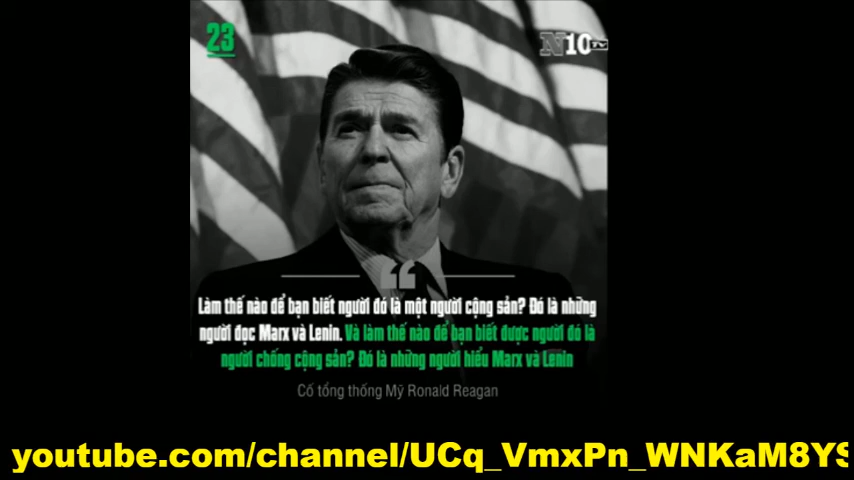 23
N10TV
Làm thế nào để bạn biết người đó là một người cộng sản? Đó là những
người đọc Marx và Lenin. Và làm thế nào để bạn biết được người đó là
người chống cộng sản? Đó là những người hiểu Marx và Lenin
Cố tổng thống Mỹ Ronald Reagan
youtube.com/channel/UCq_VmxPn_WNKaM8YS